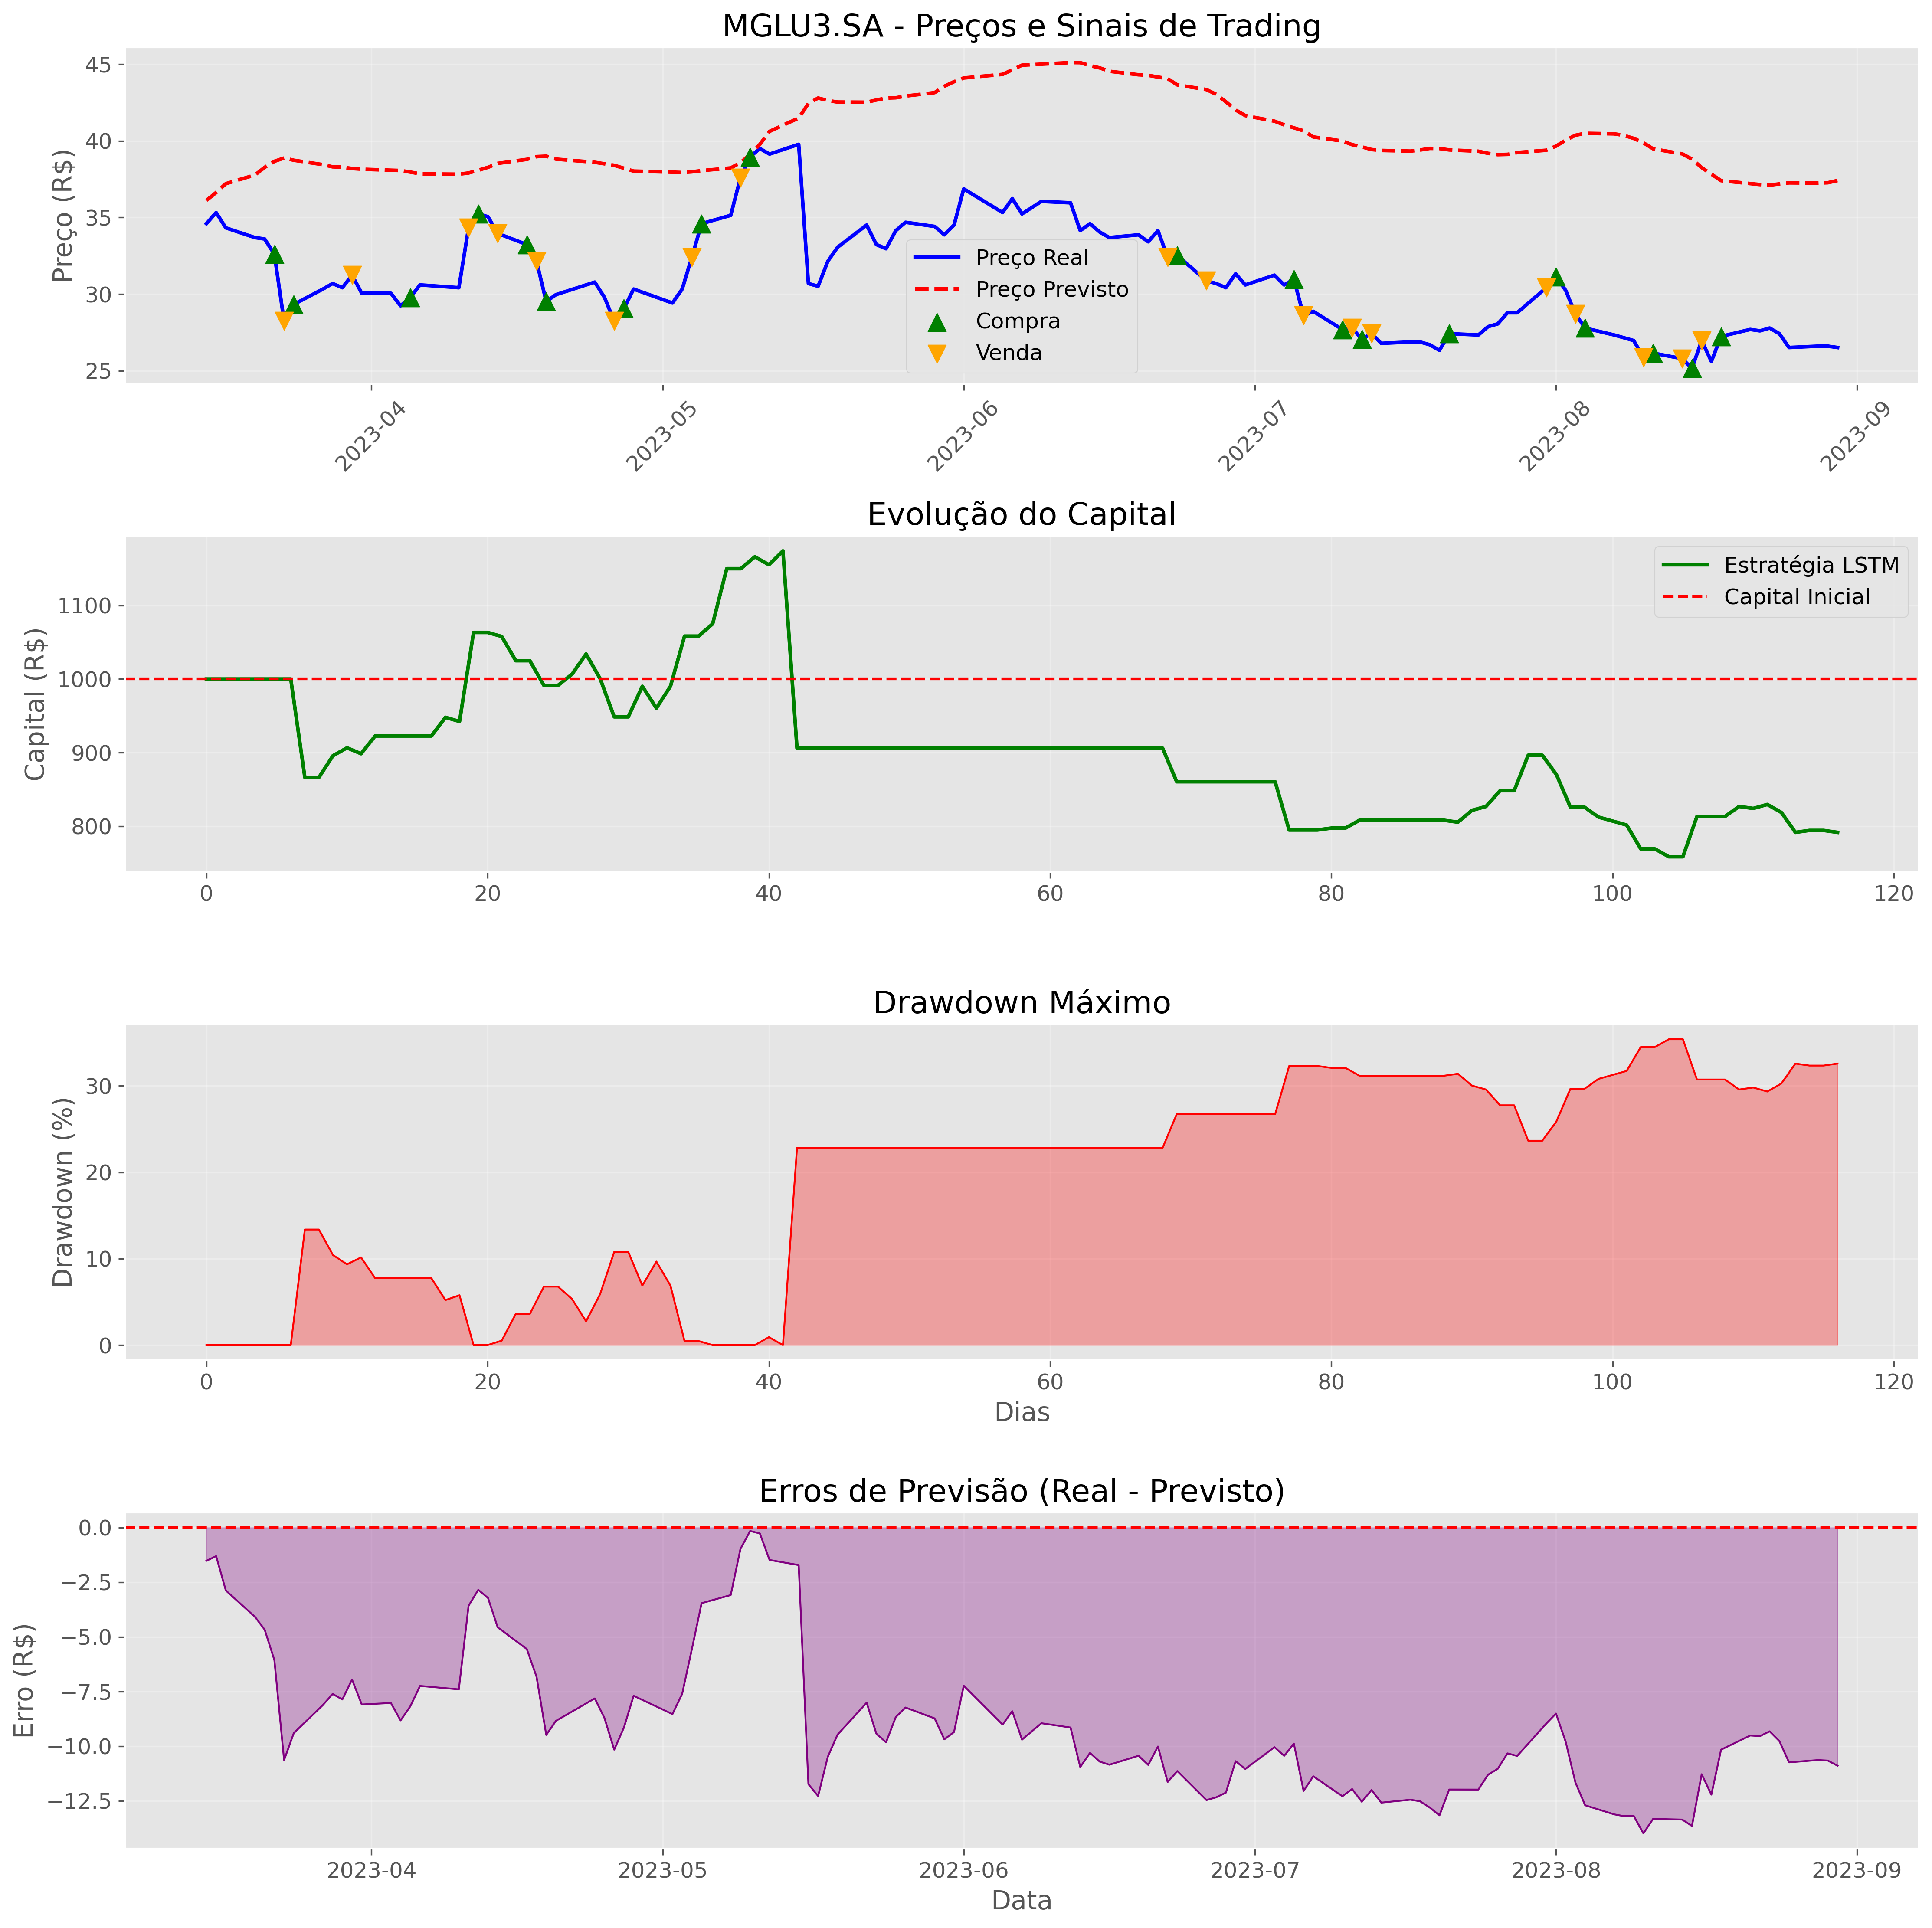 MGLU3.SA - Preços e Sinais de Trading
Preço (R$)
45
40
35
30
25
Preço Real
Preço Previsto
Compra
Venda
2023-04
2023-05
2023-06
2023-07
2023-08
2023-09
Evolução do Capital
Capital (R$)
1100
1000
900
800
Estratégia LSTM
Capital Inicial
0
20
40
60
80
100
120
Drawdown Máximo
Drawdown (%)
30
20
10
0
0
20
40
60
80
100
120
Dias
Erros de Previsão (Real - Previsto)
Erro (R$)
0.0
−2.5
−5.0
−7.5
−10.0
−12.5
2023-04
2023-05
2023-06
2023-07
2023-08
2023-09
Data